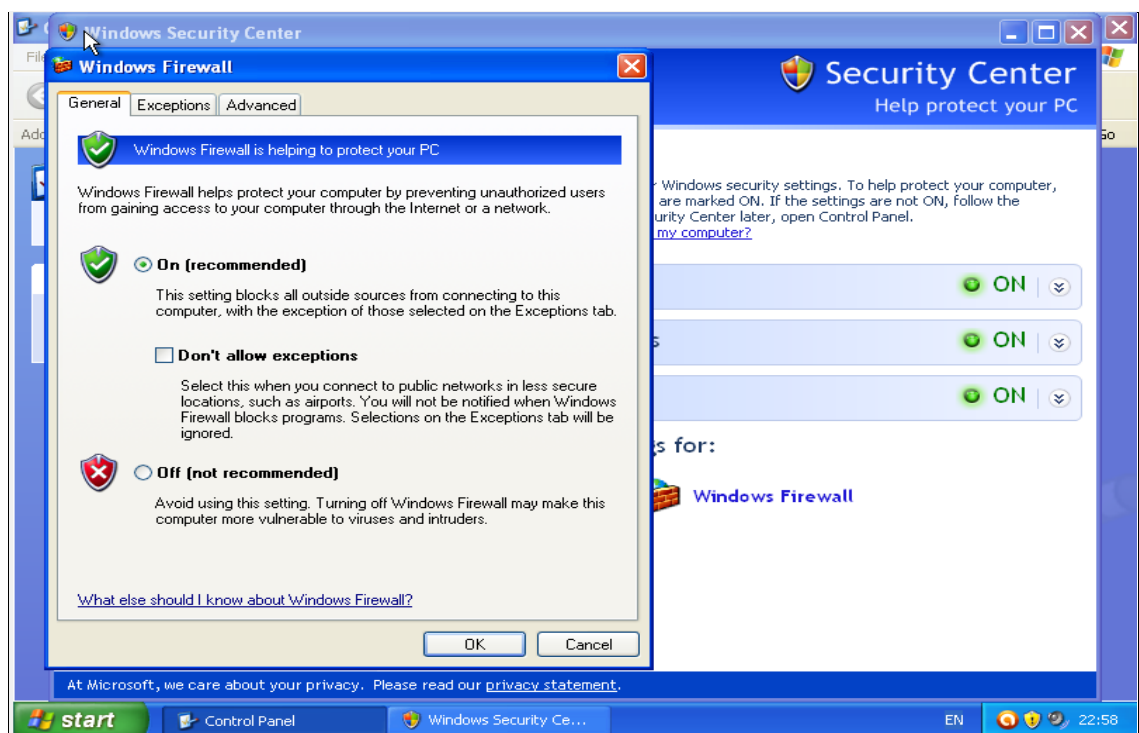 Windows Security Center
File
Windows Firewall
Security Center
Help protect your PC
General
Exceptions
Advanced
Go
Windows Firewall is helping to protect your PC
Windows Firewall helps protect your computer by preventing unauthorized users
from gaining access to your computer through the Internet or a network.
Windows security settings. To help protect your computer,
are marked ON. If the settings are not ON, follow the
Center later, open Control Panel.
my computer?
On (recommended)
This setting blocks all outside sources from connecting to this
computer, with the exception of those selected on the Exceptions tab.
ON
Don't allow exceptions
ON
Select this when you connect to public networks in less secure
locations, such as airports. You will not be notified when Windows
Firewall blocks programs. Selections on the Exceptions tab will be
ignored.
ON
for:
Off (not recommended)
Windows Firewall
Avoid using this setting. Turning off Windows Firewall may make this
computer more vulnerable to viruses and intruders.
What else should I know about Windows Firewall?
OK
Cancel
At Microsoft, we care about your privacy. Please read our privacy statement.
start
Control Panel
Windows Security Ce...
EN
22:58